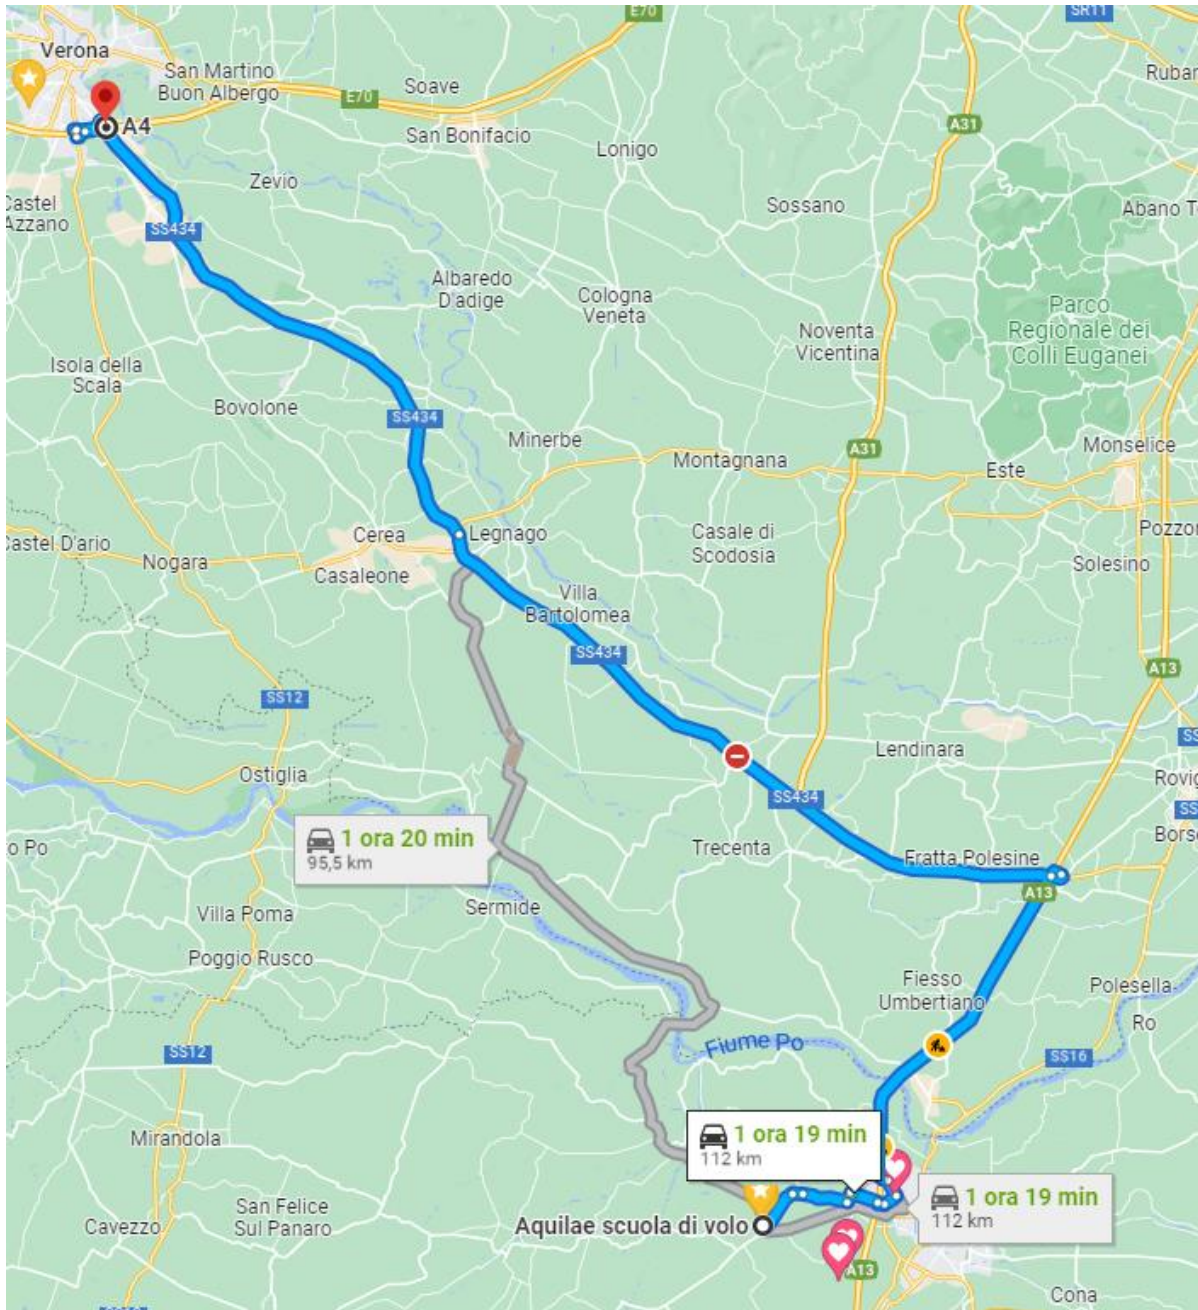 E70
SR11
Verona
San Martino
Buon Albergo
Soave
Ruba
E70
A4
San Bonifacio
A31
Lonigo
Zevio
Castel
Azzano
Sossano
Abano T
SS434
Albaredo
D'adige
Cologna
Veneta
Parco
Regionale dei
Colli Euganei
Noventa
Vicentina
Isola della
Scala
Bovolone
SS434
Minerbe
Montagnana
A31
Este
Monselice
Cerea
Legnago
Casale di
Scodosia
Pozzo
Castel D'ario
Nogara
Casaleone
Solesino
Villa
Bartolomea
SS434
A13
SS12
Lendinara
SS
Ostiglia
SS434
Rovig
SS
1 ora 20 min
95,5 km
o Po
Trecenta
Fratta Polesine
Bors
A13
Sermide
Villa Poma
Poggio Rusco
Fiesso
Umbertiano
Polesella
Ro
Fiume Po
SS12
SS16
Mirandola
1 ora 19 min
112 km
San Felice
Sul Panaro
Cavezzo
Aquilae scuola di volo
1 ora 19 min
112 km
A13
Cona